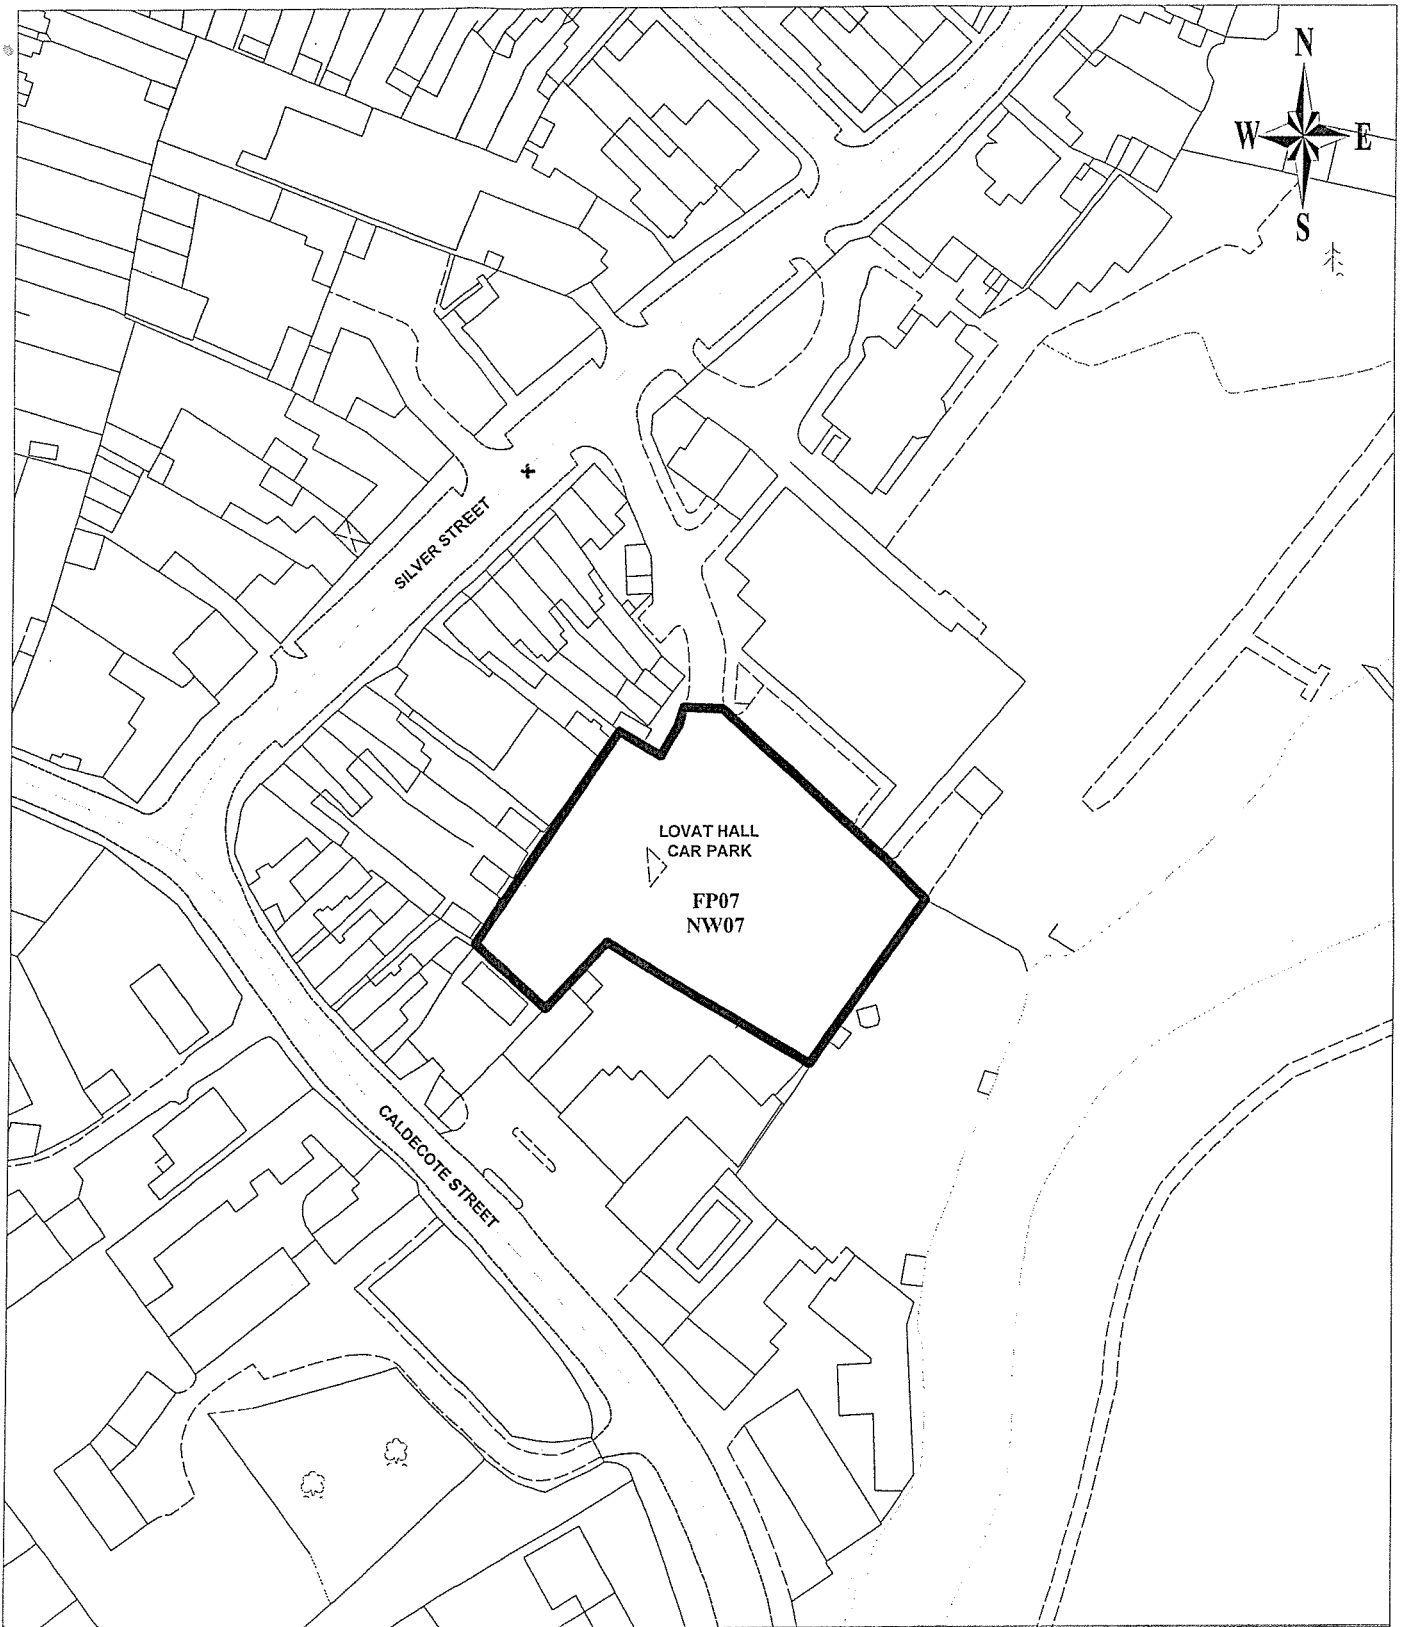 N
W E
S
SILVER STREET
LOVAT HALL
CAR PARK
FP07
NW07
CALDECOTE STREET